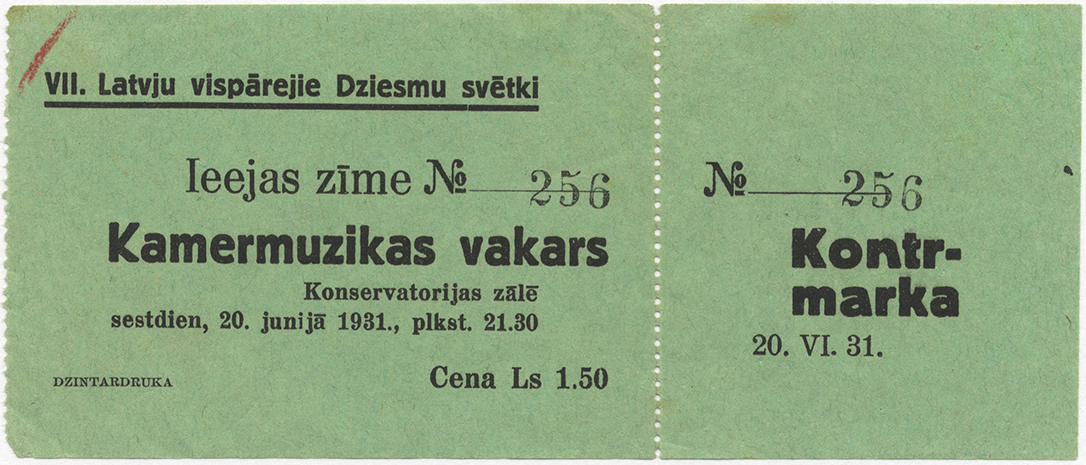 VII. Latvju vispārejie Dziesmu svētki
Ieejas zīme № 256
Kamermuzikas vakars
Konservatorijas zālē
sestdien, 20. junijā 1931., plkst. 21.30
DZINTARDRUKA
Cena Ls 1.50
№ 256
Kontr-
marka
20. VI. 31.